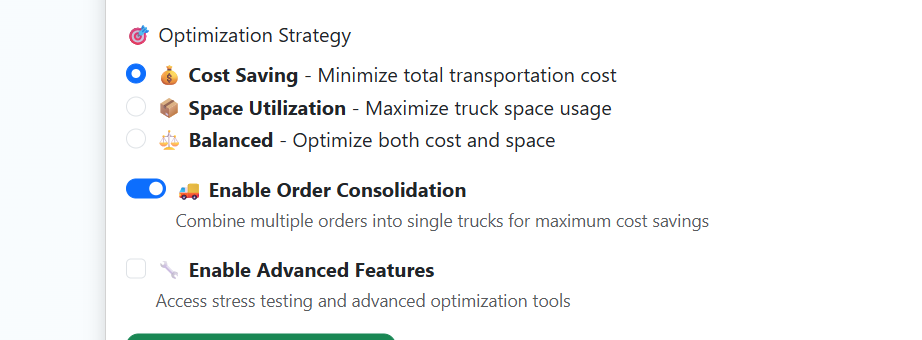 🎯 Optimization Strategy
💰 Cost Saving - Minimize total transportation cost
📦 Space Utilization - Maximize truck space usage
⚖️ Balanced - Optimize both cost and space
🚚 Enable Order Consolidation
Combine multiple orders into single trucks for maximum cost savings
🔧 Enable Advanced Features
Access stress testing and advanced optimization tools